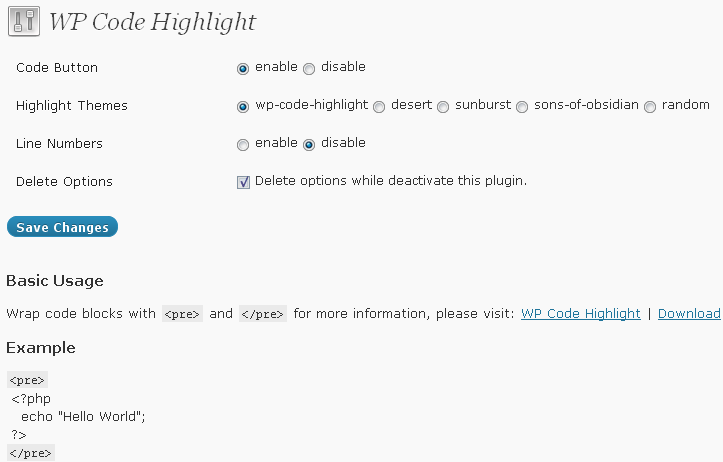 WP Code Highlight
Code Button enable disable
Highlight Themes wp-code-highlight desert sunburst sons-of-obsidian random
Line Numbers enable disable
Delete Options Delete options while deactivate this plugin.
Save Changes
Basic Usage
Wrap code blocks with <pre> and </pre> for more information, please visit: WP Code Highlight | Download
Example
<pre>
<?php
echo "Hello World";
?>
</pre>